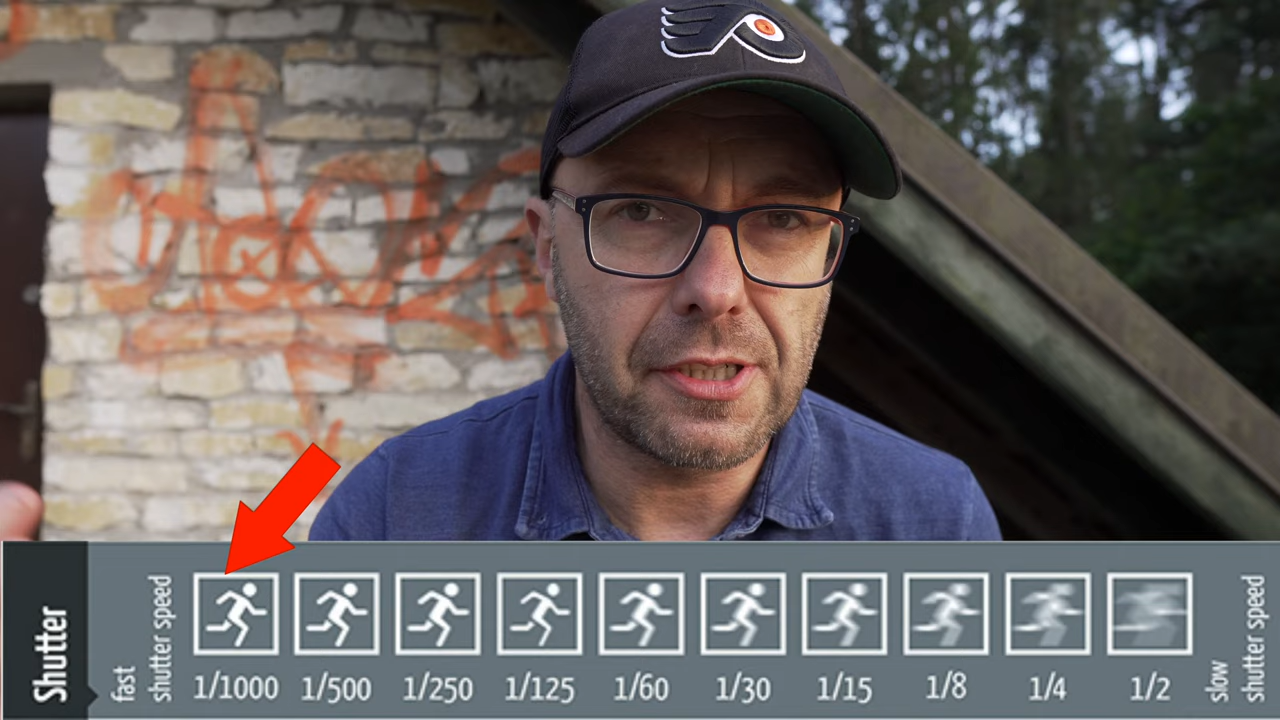 Shutter
fast
shutter speed
1/1000
1/500
1/250
1/125
1/60
1/30
1/15
1/8
1/4
1/2
slow
shutter speed